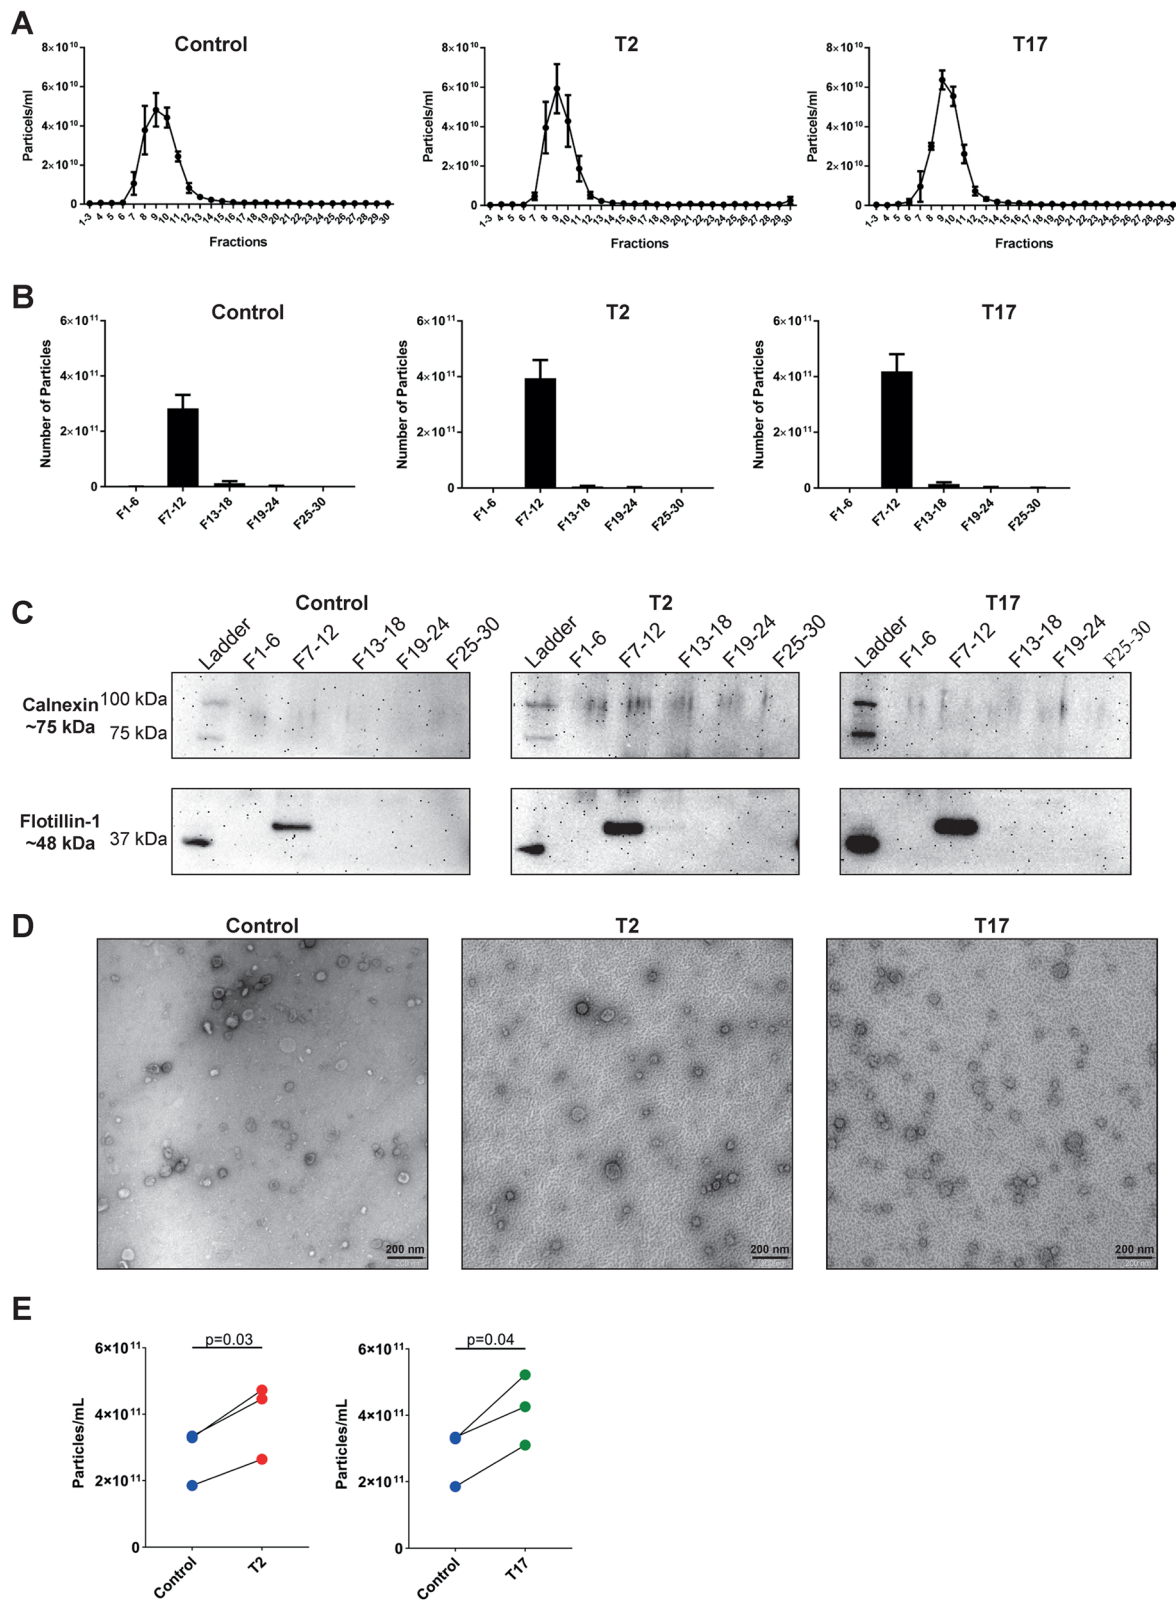 A
Control
T2
T17
8×10¹⁰
6×10¹⁰
4×10¹⁰
2×10¹⁰
0
Particels/ml
1-3 4 5 6 7 8 9 10 11 12 13 14 15 16 17 18 19 20 21 22 23 24 25 26 27 28 29 30
Fractions
8×10¹⁰
6×10¹⁰
4×10¹⁰
2×10¹⁰
0
Particles/ml
1-3 4 5 6 7 8 9 10 11 12 13 14 15 16 17 18 19 20 21 22 23 24 25 26 27 28 29 30
Fractions
8×10¹⁰
6×10¹⁰
4×10¹⁰
2×10¹⁰
0
Particles/ml
1-3 4 5 6 7 8 9 10 11 12 13 14 15 16 17 18 19 20 21 22 23 24 25 26 27 28 29 30
Fractions
B
Control
T2
T17
6×10¹¹
4×10¹¹
2×10¹¹
0
Number of Particles
F1-6 F7-12 F13-18 F19-24 F25-30
6×10¹¹
4×10¹¹
2×10¹¹
0
Number of Particles
F1-6 F7-12 F13-18 F19-24 F25-30
6×10¹¹
4×10¹¹
2×10¹¹
0
Number of Particles
F1-6 F7-12 F13-18 F19-24 F25-30
C
Control
T2
T17
Ladder F1-6 F7-12 F13-18 F19-24 F25-30
Ladder F1-6 F7-12 F13-18 F19-24 F25-30
Ladder F1-6 F7-12 F13-18 F19-24 F25-30
Calnexin
~75 kDa
100 kDa
75 kDa
Flotillin-1
~48 kDa
37 kDa
D
Control
T2
T17
200 nm
200 nm
200 nm
200 nm
200 nm
200 nm
E
p=0.03
6×10¹¹
4×10¹¹
2×10¹¹
0
Particles/mL
Control T2
p=0.04
6×10¹¹
4×10¹¹
2×10¹¹
0
Particles/mL
Control T17